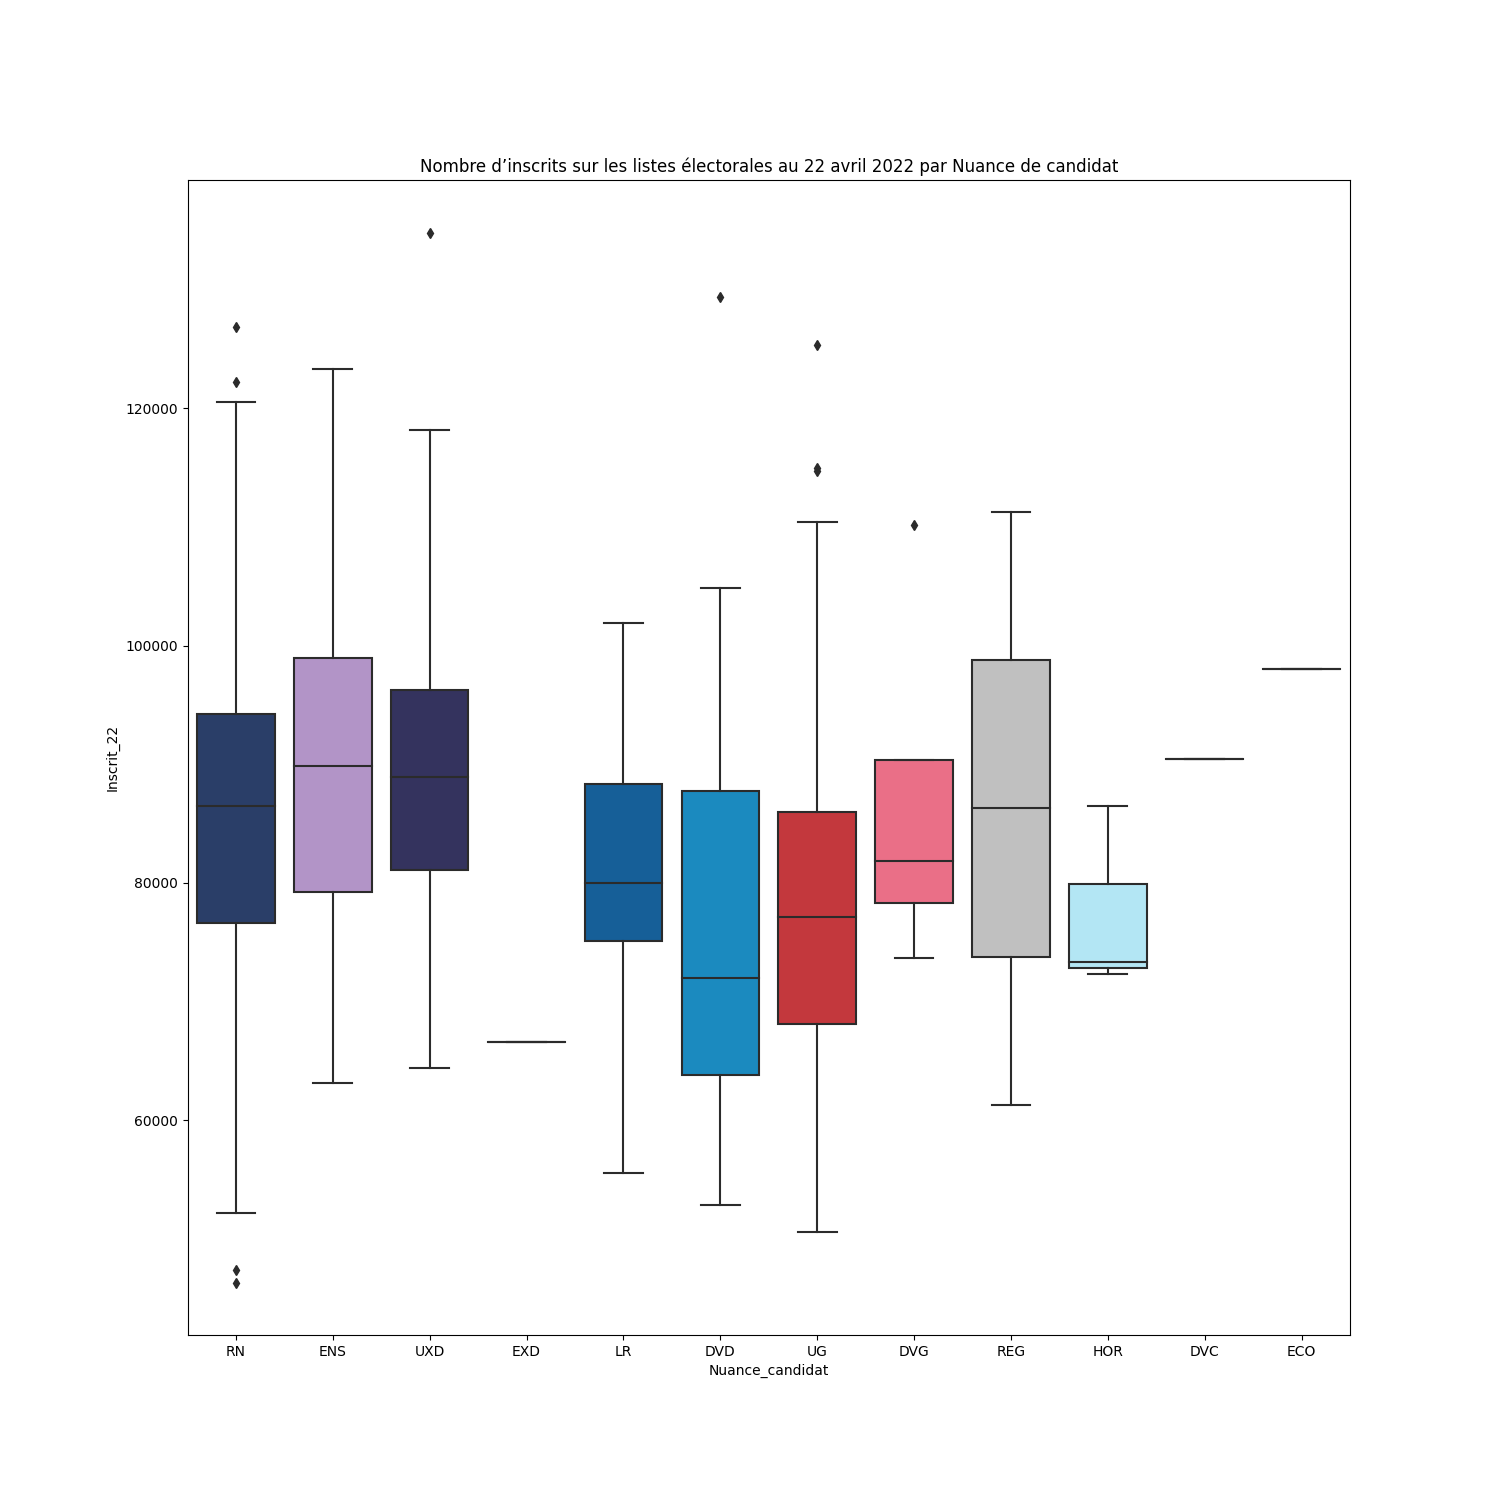 Nombre d’inscrits sur les listes électorales au 22 avril 2022 par Nuance de candidat
120000
100000
80000
60000
Inscrit_22
RN ENS UXD EXD LR DVD UG DVG REG HOR DVC ECO
Nuance_candidat